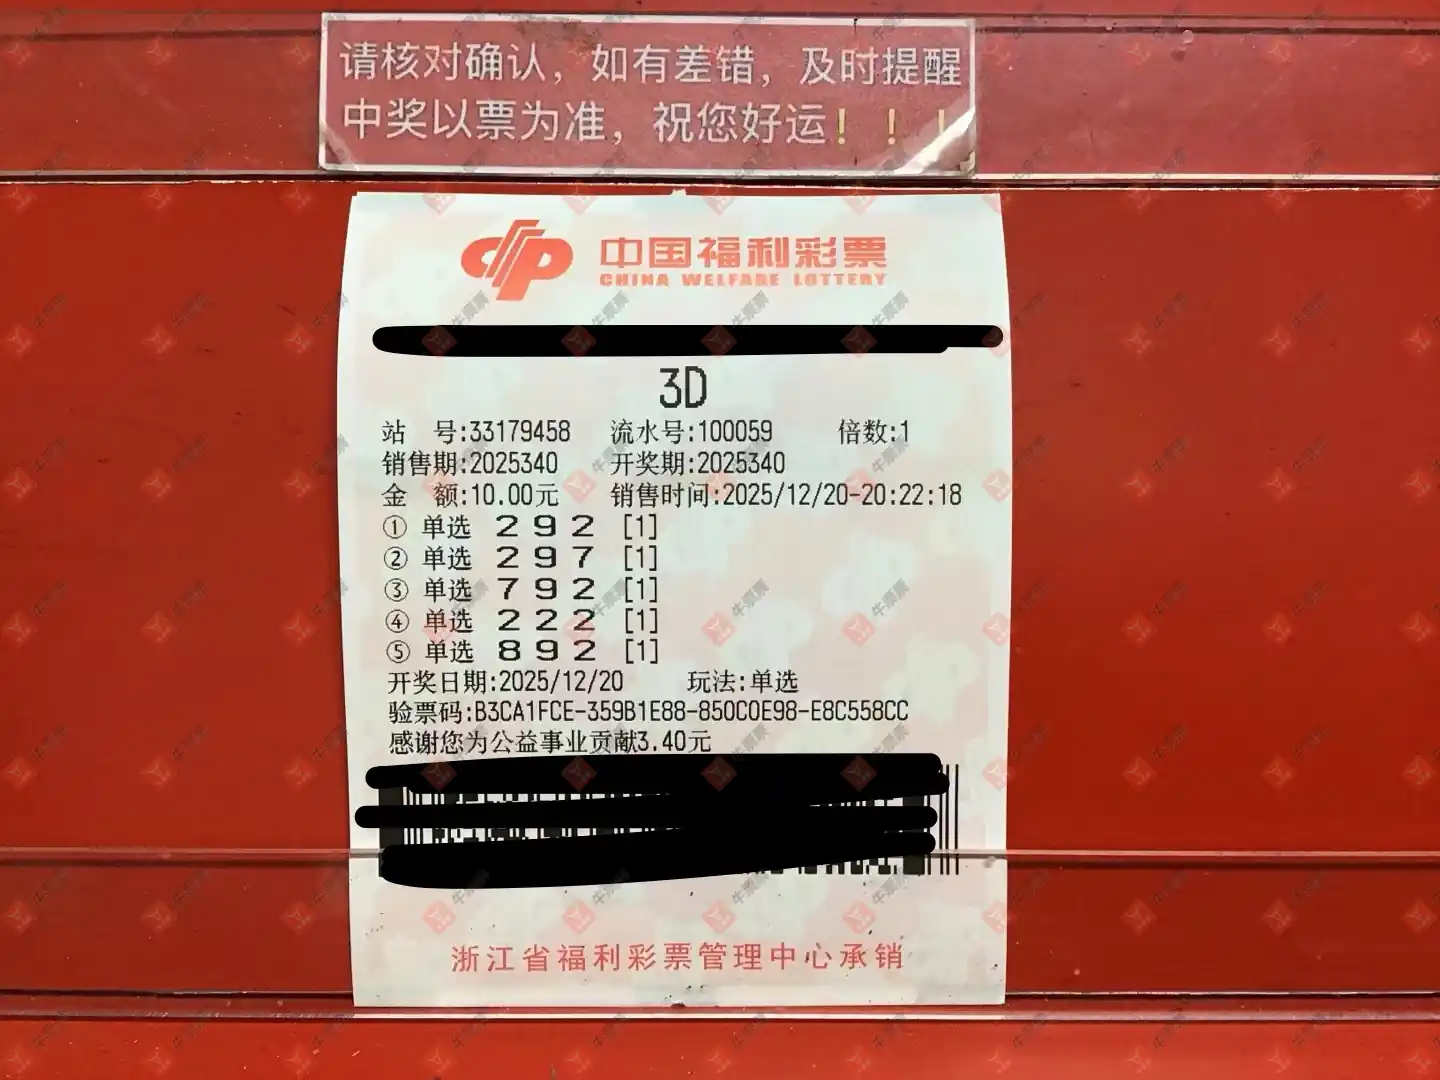 请核对确认，如有差错，及时提醒
中奖以票为准，祝您好运！！！
中国福利彩票
CHINA WELFARE LOTTERY
3D
站 号:33179458 流水号:100059 倍数:1
销售期:2025340 开奖期:2025340
金 额:10.00元 销售时间:2025/12/20-20:22:18
① 单选 2 9 2 [1]
② 单选 2 9 7 [1]
③ 单选 7 9 2 [1]
④ 单选 2 2 2 [1]
⑤ 单选 8 9 2 [1]
开奖日期:2025/12/20 玩法:单选
验票码:B3CA1FCE-359B1E88-850C0E98-E8C558CC
感谢您为公益事业贡献3.40元
浙江省福利彩票管理中心承销